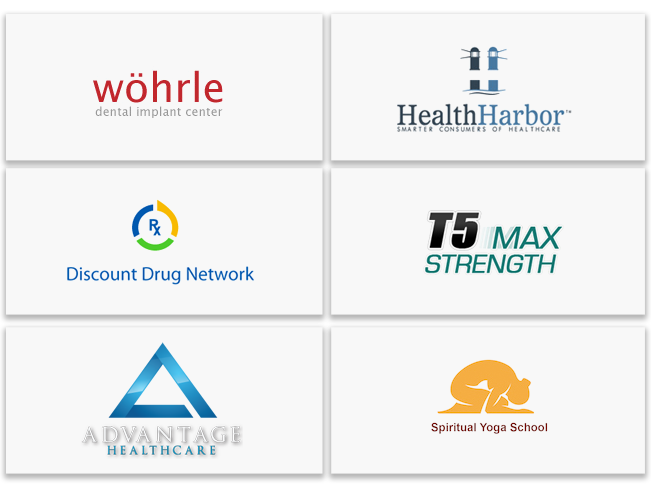 wöhrle
dental implant center
HealthHarbor™
SMARTER CONSUMERS OF HEALTHCARE
Rx
Discount Drug Network
T5 MAX
STRENGTH
ADVANTAGE
HEALTHCARE
Spiritual Yoga School